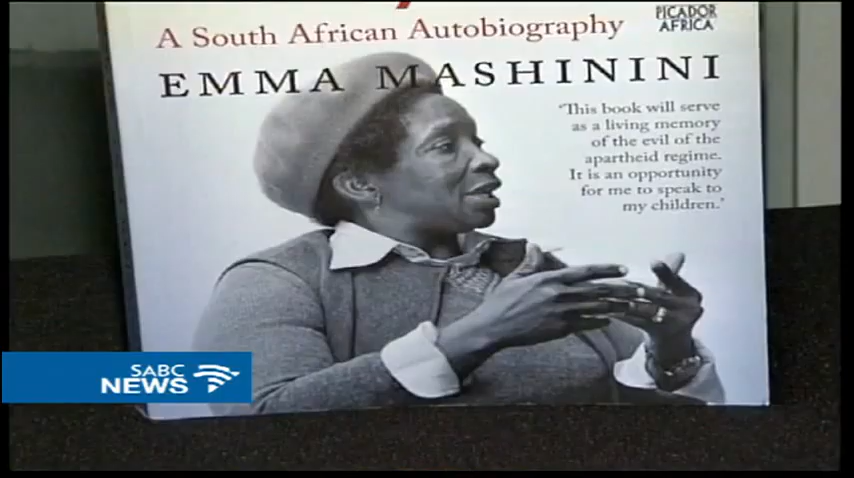 A South African Autobiography
PICADOR
AFRICA
EMMA MASHININI
'This book will serve
as a living memory
of the evil of the
apartheid regime.
It is an opportunity
for me to speak to
my children.'
SABC
NEWS